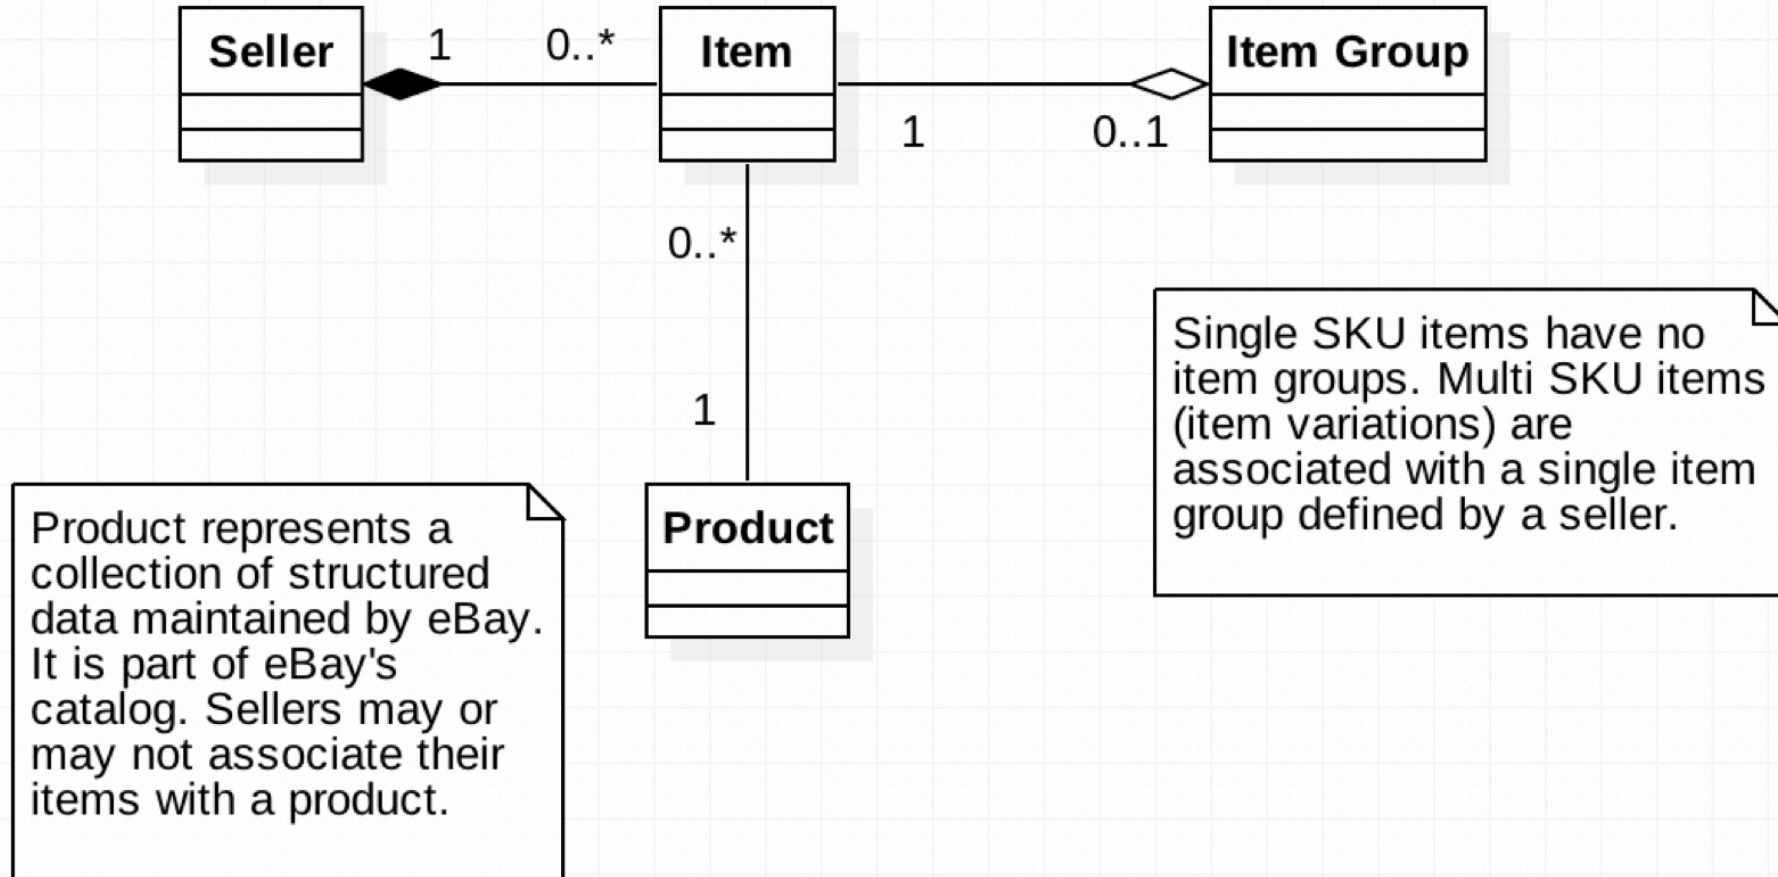 Seller
1
0..*
Item
Item Group
1
0..1
0..*
1
Single SKU items have no
item groups. Multi SKU items
(item variations) are
associated with a single item
group defined by a seller.
Product
Product represents a
collection of structured
data maintained by eBay.
It is part of eBay's
catalog. Sellers may or
may not associate their
items with a product.